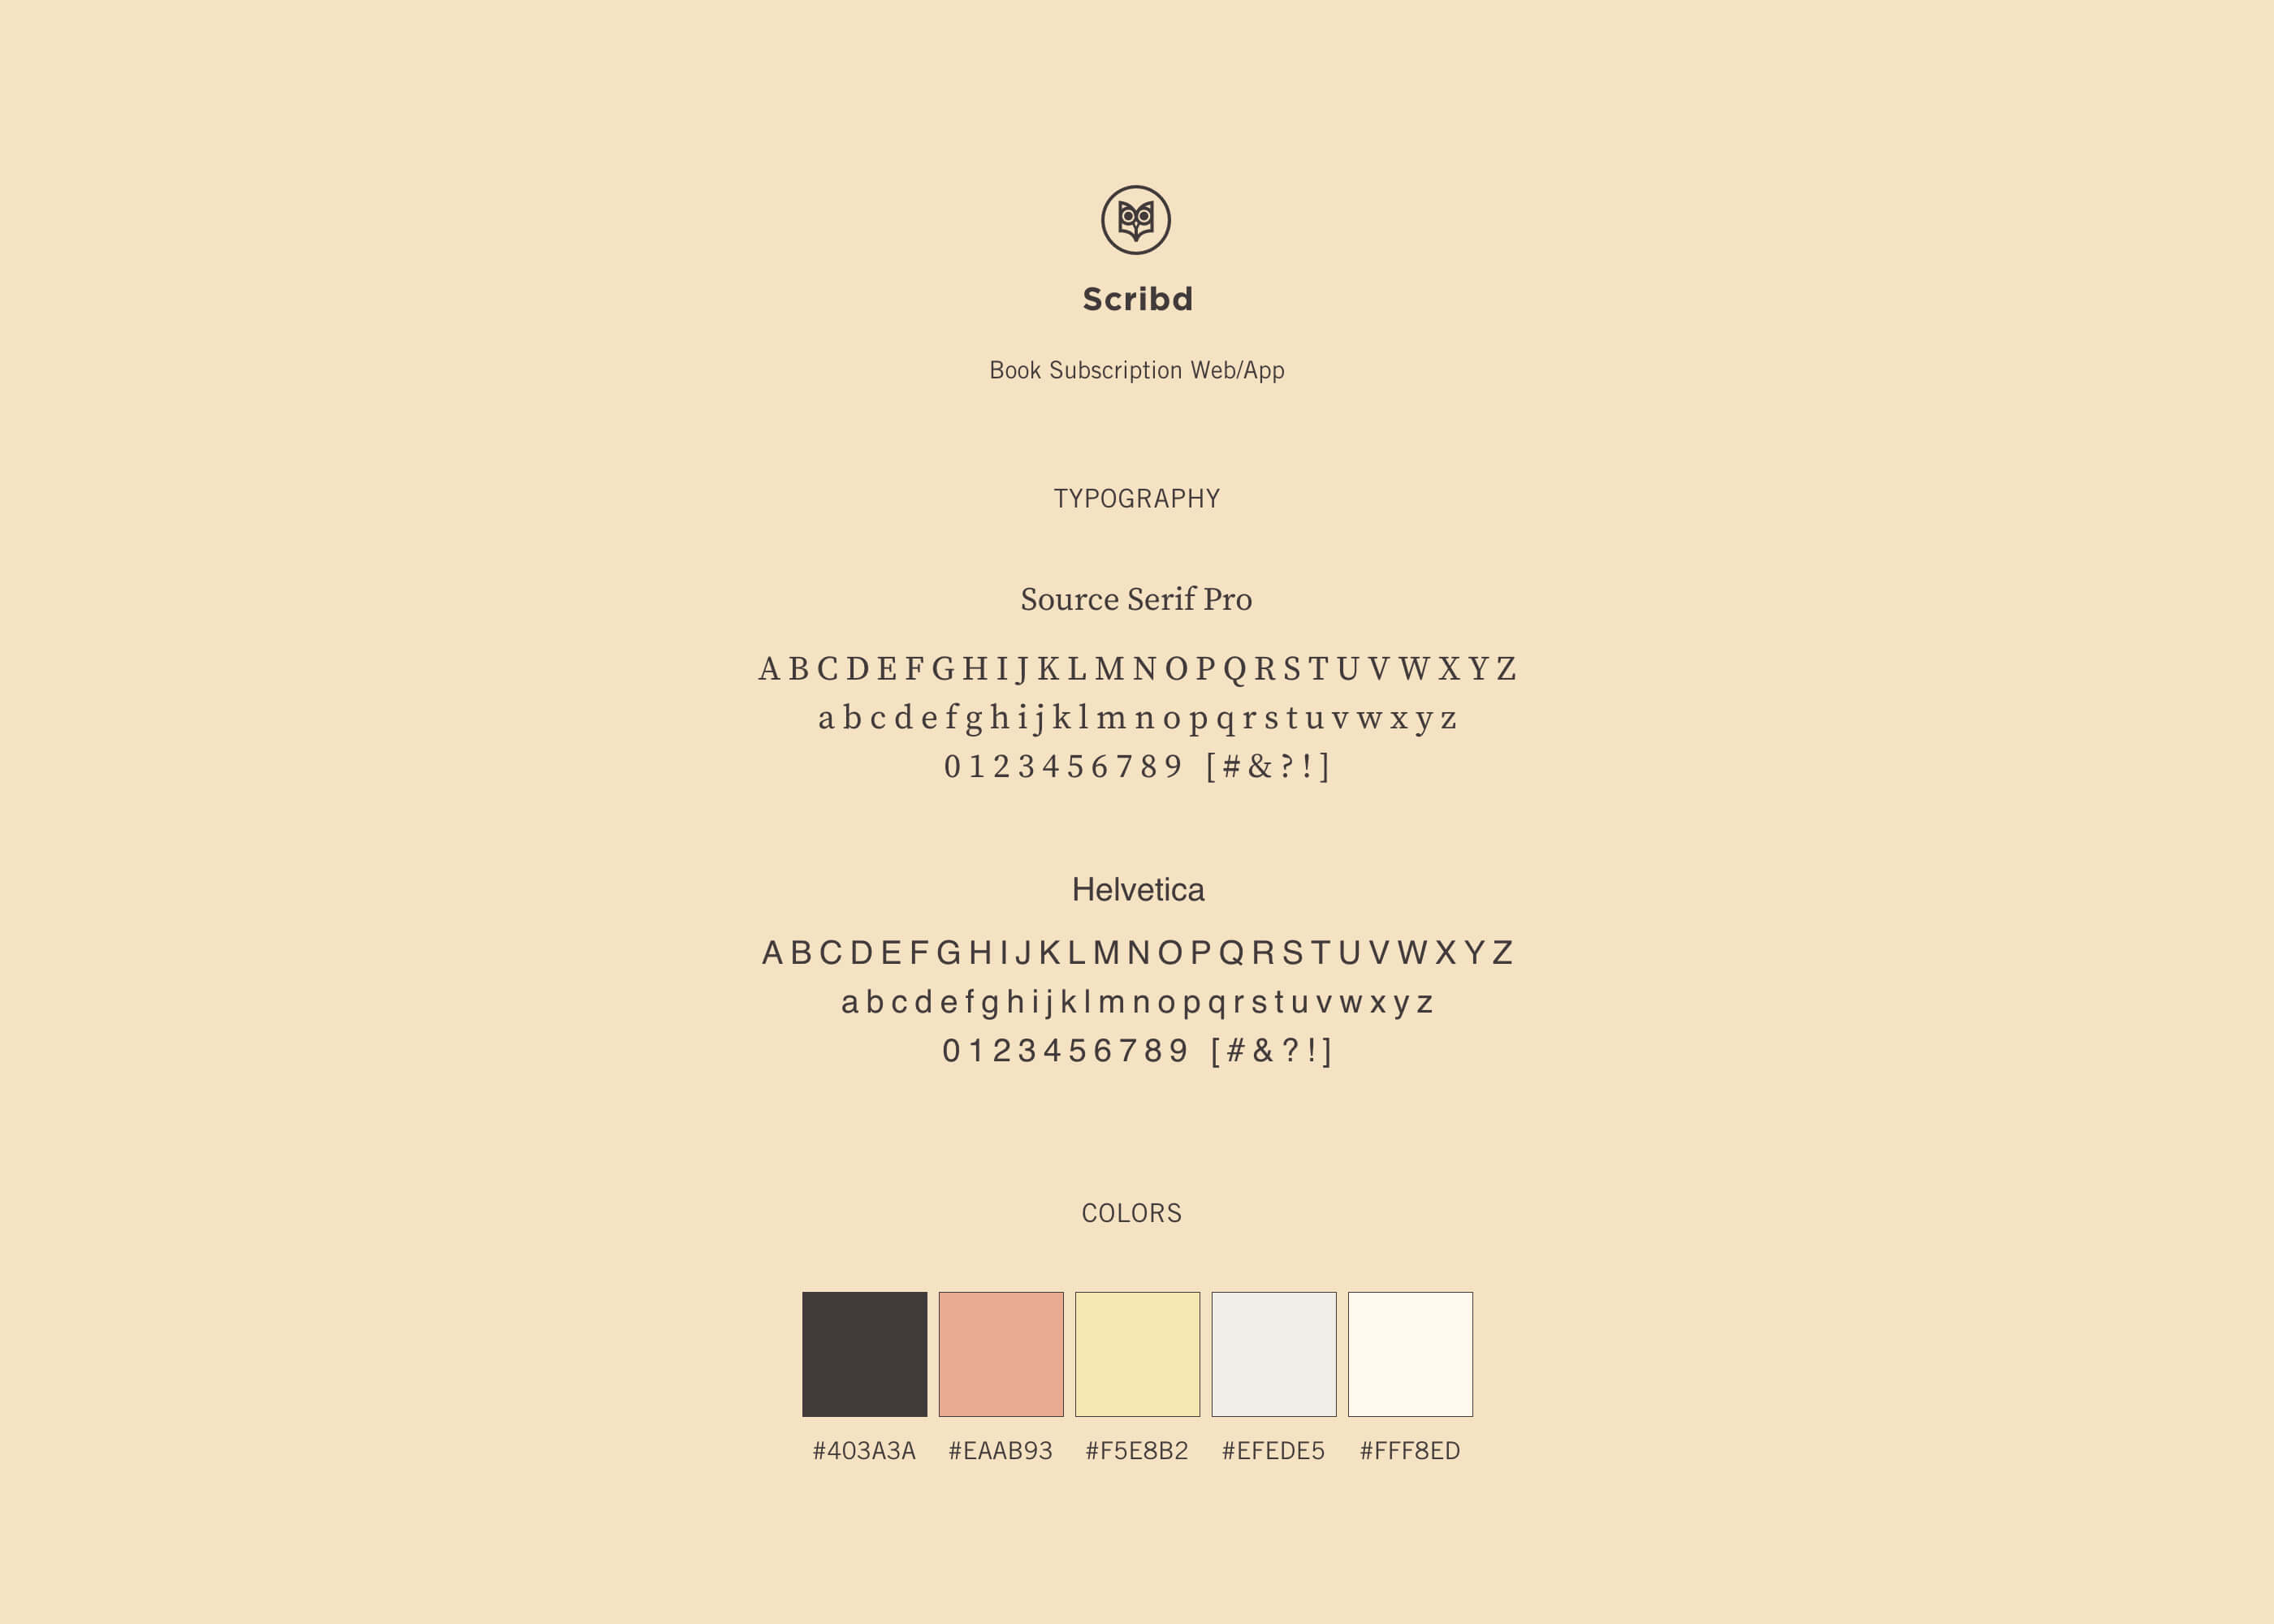 Scribd
Book Subscription Web/App
TYPOGRAPHY
Source Serif Pro
A B C D E F G H I J K L M N O P Q R S T U V W X Y Z
a b c d e f g h i j k l m n o p q r s t u v w x y z
0 1 2 3 4 5 6 7 8 9 [ # & ? ! ]
Helvetica
A B C D E F G H I J K L M N O P Q R S T U V W X Y Z
a b c d e f g h i j k l m n o p q r s t u v w x y z
0 1 2 3 4 5 6 7 8 9 [ # & ? ! ]
COLORS
#403A3A #EAAB93 #F5E8B2 #EFEDE5 #FFF8ED